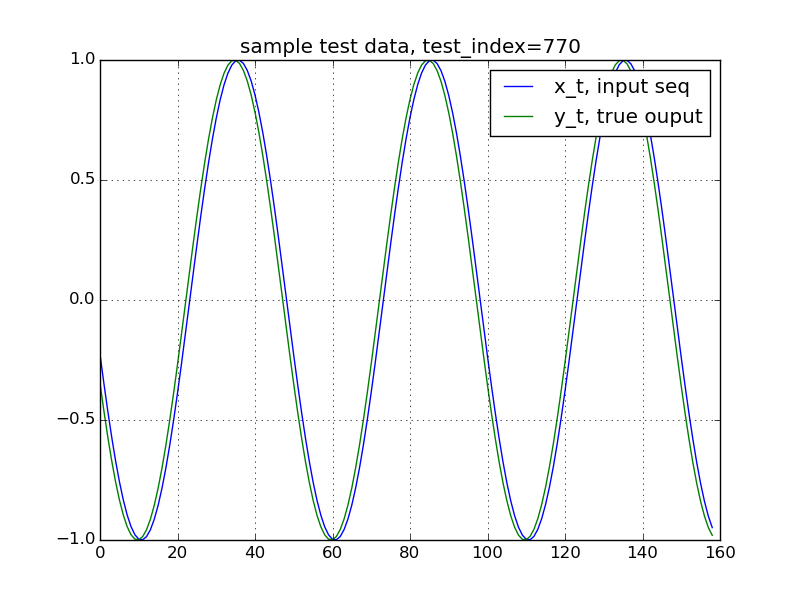 sample test data, test_index=770
1.0
x_t, input seq
y_t, true ouput
0.5
0.0
−0.5
−1.0
0 20 40 60 80 100 120 140 160